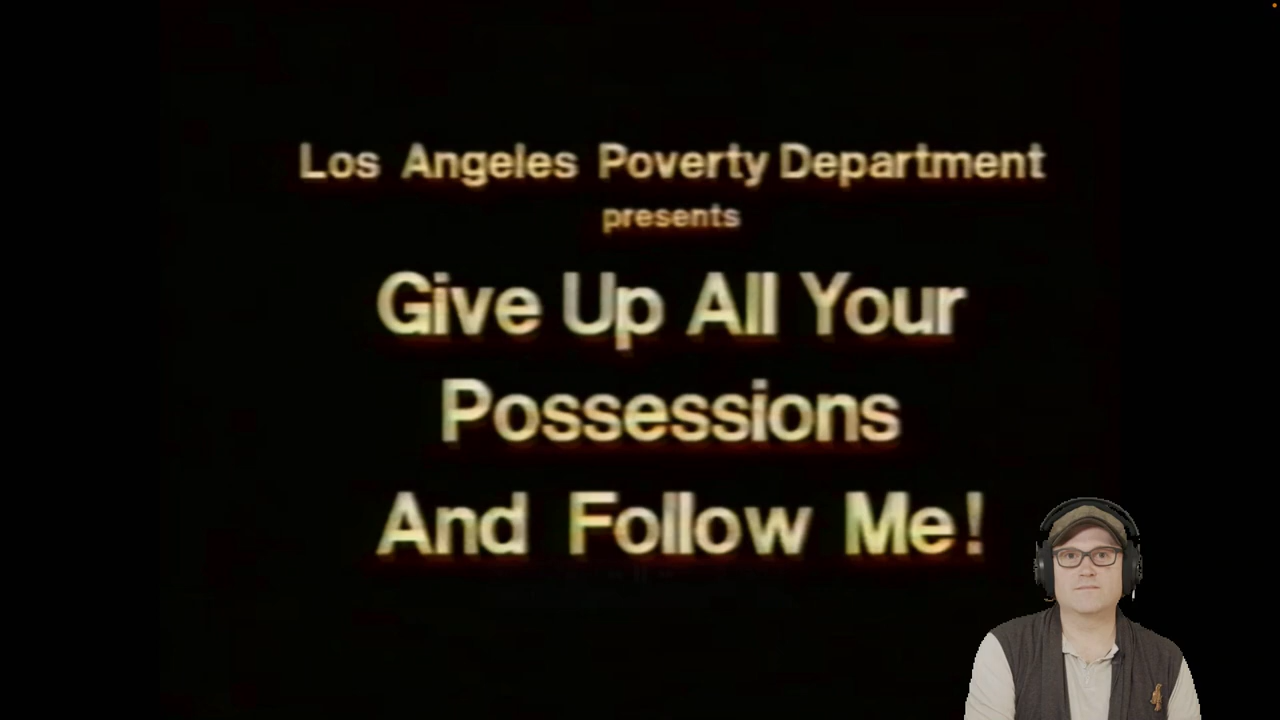 Los Angeles Poverty Department
presents
Give Up All Your
Possessions
And Follow Me!